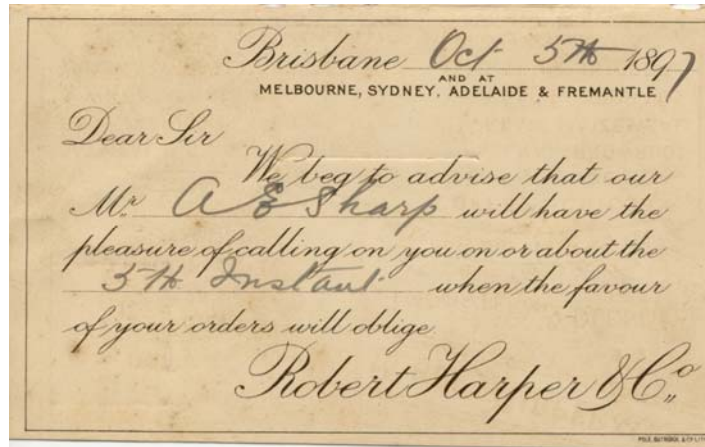 Brisbane Oct 5th 1897
AND AT
MELBOURNE, SYDNEY, ADELAIDE & FREMANTLE
Dear Sir
We beg to advise that our
Mr. A E Sharp will have the
pleasure of calling on you on or about the
5th Instant when the favour
of your orders will oblige
Robert Harper & Co.